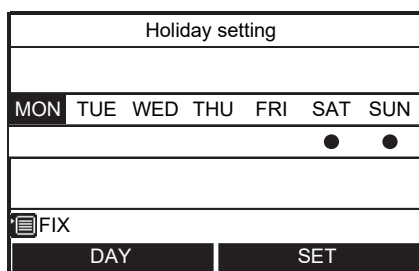 Holiday setting
MON TUE WED THU FRI SAT SUN
● ●
FIX
DAY SET